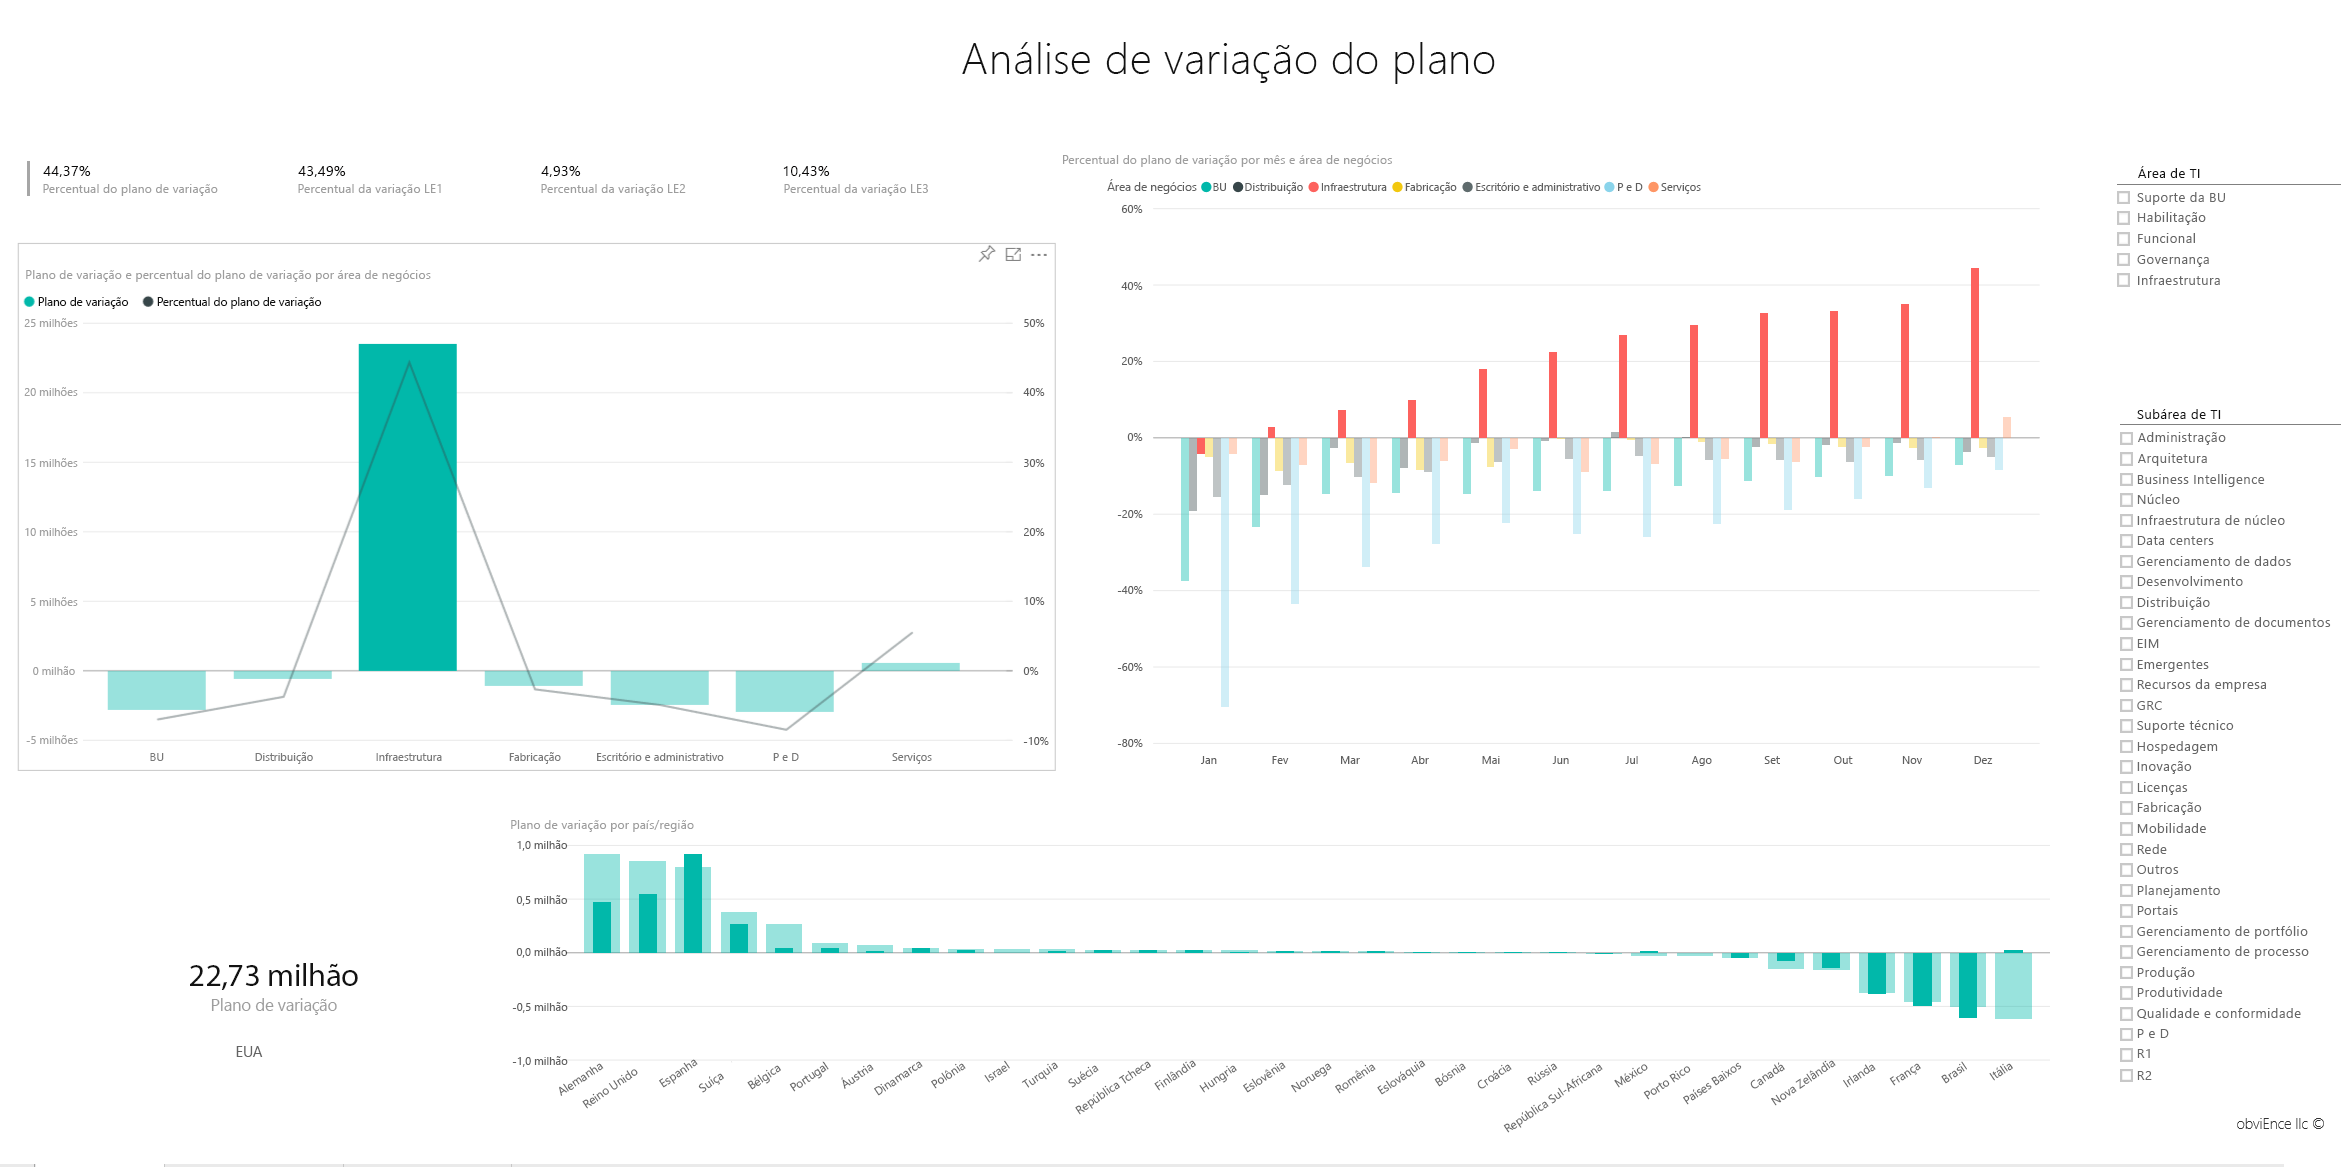 Análise de variação do plano
44,37%
Percentual do plano de variação
43,49%
Percentual da variação LE1
4,93%
Percentual da variação LE2
10,43%
Percentual da variação LE3
Plano de variação e percentual do plano de variação por área de negócios
Plano de variação Percentual do plano de variação
25 milhões
20 milhões
15 milhões
10 milhões
5 milhões
0 milhão
-5 milhões
50%
40%
30%
20%
10%
0%
-10%
BU Distribuição Infraestrutura Fabricação Escritório e administrativo P e D Serviços
Percentual do plano de variação por mês e área de negócios
Área de negócios BU Distribuição Infraestrutura Fabricação Escritório e administrativo P e D Serviços
60%
40%
20%
0%
-20%
-40%
-60%
-80%
Jan Fev Mar Abr Mai Jun Jul Ago Set Out Nov Dez
Área de TI
Suporte da BU
Habilitação
Funcional
Governança
Infraestrutura
Subárea de TI
Administração
Arquitetura
Business Intelligence
Núcleo
Infraestrutura de núcleo
Data centers
Gerenciamento de dados
Desenvolvimento
Distribuição
Gerenciamento de documentos
EIM
Emergentes
Recursos da empresa
GRC
Suporte técnico
Hospedagem
Inovação
Licenças
Fabricação
Mobilidade
Rede
Outros
Planejamento
Portais
Gerenciamento de portfólio
Gerenciamento de processo
Produção
Produtividade
Qualidade e conformidade
P e D
R1
R2
22,73 milhão
Plano de variação
EUA
Plano de variação por país/região
1,0 milhão
0,5 milhão
0,0 milhão
-0,5 milhão
-1,0 milhão
Alemanha
Reino Unido
Espanha
Suíça
Bélgica
Portugal
Áustria
Dinamarca
Polônia
Israel
Turquia
Suécia
República Tcheca
Finlândia
Hungria
Eslovênia
Noruega
Romênia
Eslováquia
Bósnia
Croácia
Rússia
República Sul-Africana
México
Porto Rico
Países Baixos
Canadá
Nova Zelândia
Irlanda
França
Brasil
Itália
obviEnce llc ©